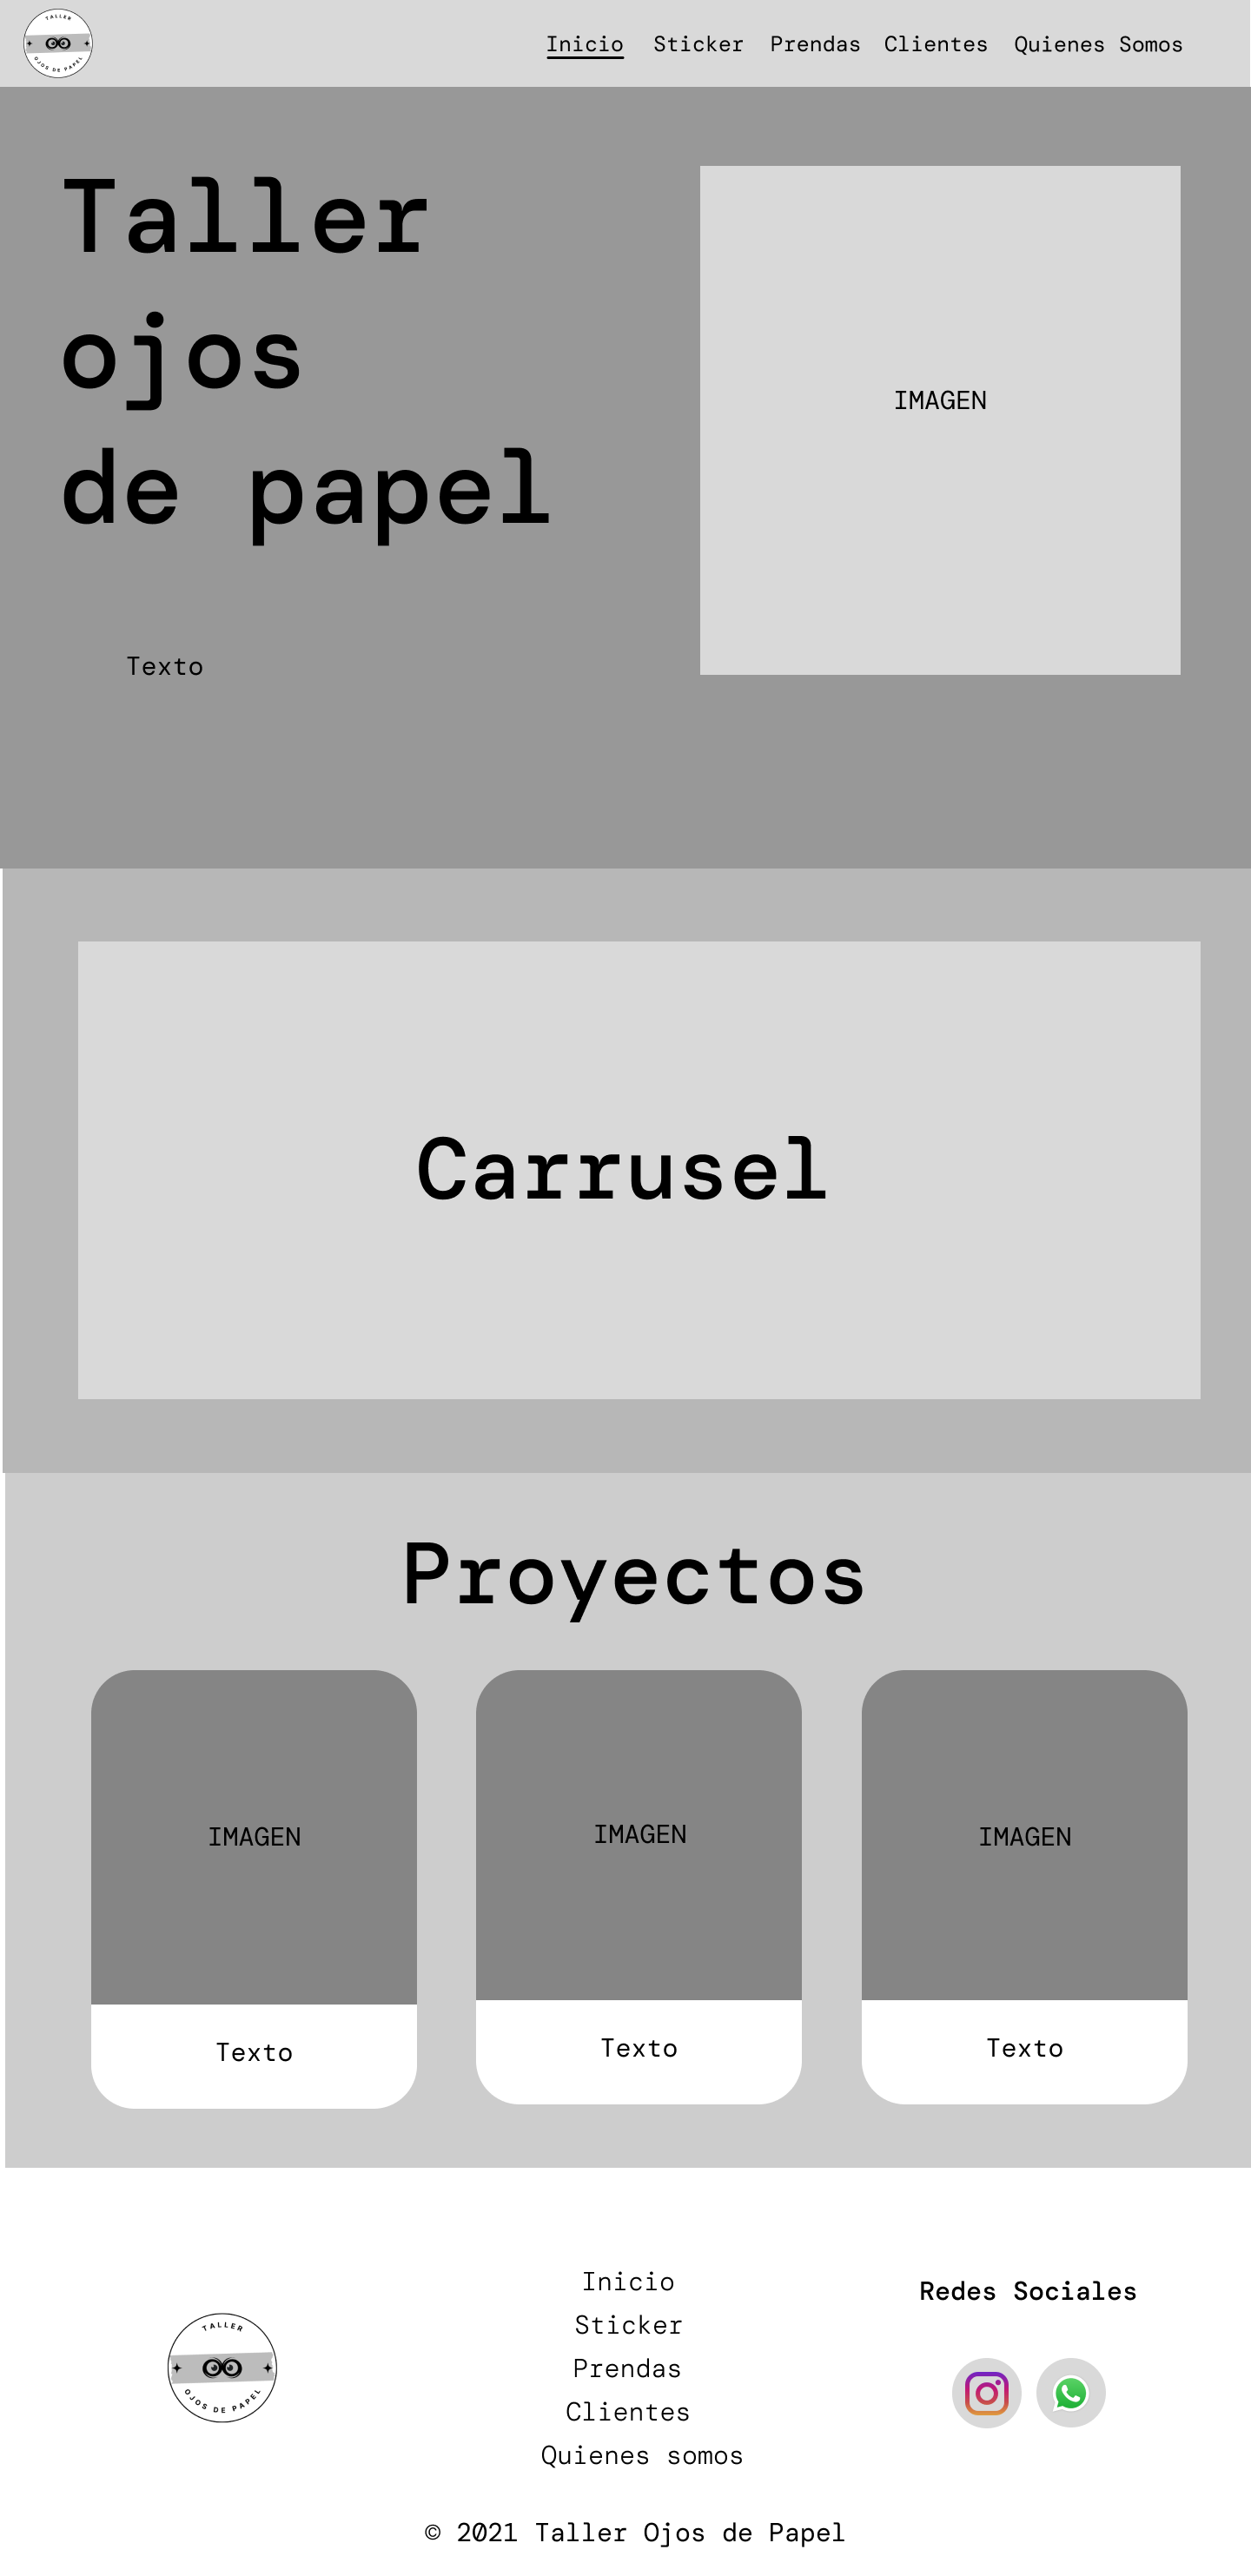 TALLER
OJOS DE PAPEL
Inicio Sticker Prendas Clientes Quienes Somos
Taller
ojos
de papel
IMAGEN
Texto
Carrusel
Proyectos
IMAGEN IMAGEN IMAGEN
Texto Texto Texto
Inicio
Sticker
Prendas
Clientes
Quienes somos
Redes Sociales
TALLER
OJOS DE PAPEL
© 2021 Taller Ojos de Papel